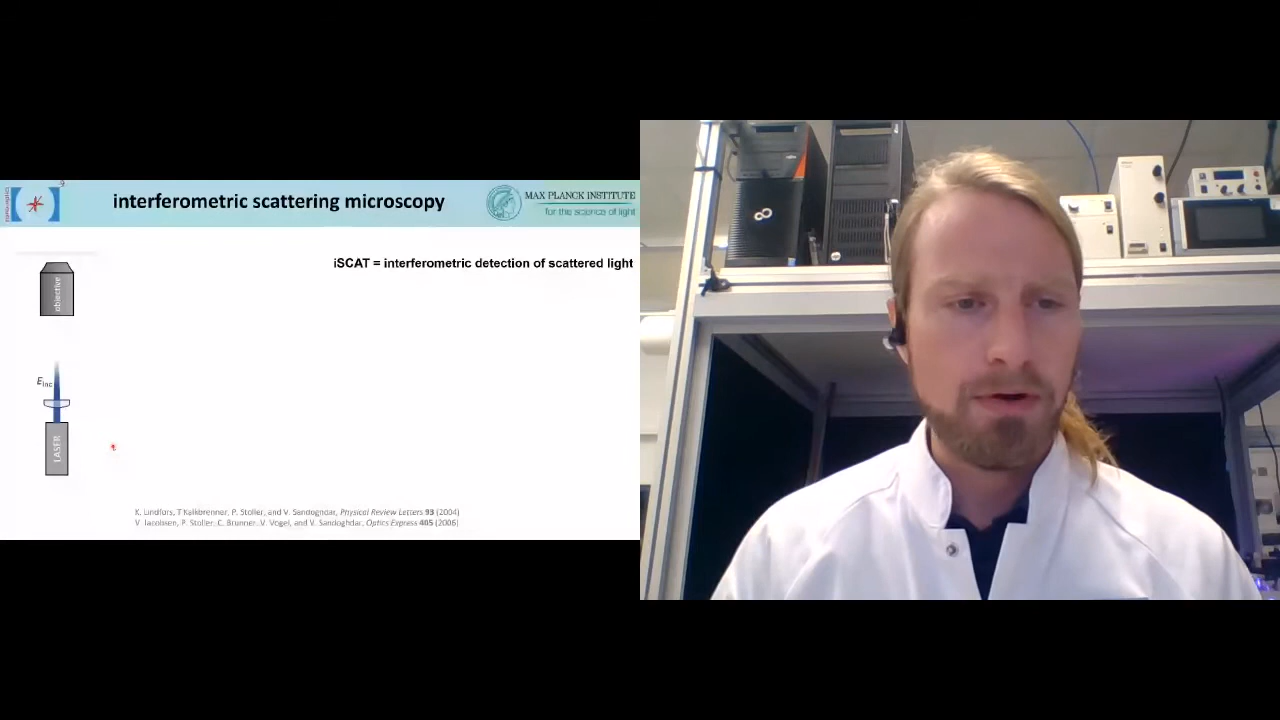 interferometric scattering microscopy
MAX PLANCK INSTITUTE
for the science of light
iSCAT = interferometric detection of scattered light
objective
Einc
LASER
K. Lindfors, T Kalkbrenner, P. Stoller, and V. Sandoghdar, Physical Review Letters 93 (2004)
V. Jacobsen, P. Stoller, C. Brunner, V. Vogel, and V. Sandoghdar, Optics Express 405 (2006)